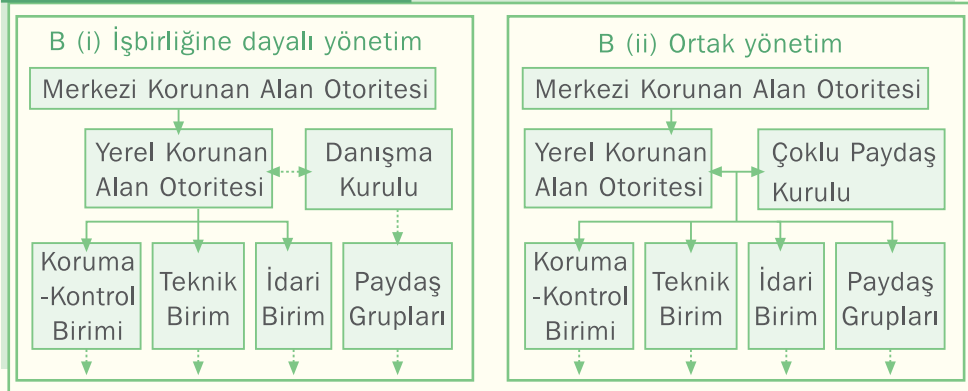 B (i) İşbirliğine dayalı yönetim
Merkezi Korunan Alan Otoritesi
Yerel Korunan
Alan Otoritesi
Danışma
Kurulu
Koruma
-Kontrol
Birimi
Teknik
Birim
İdari
Birim
Paydaş
Grupları
B (ii) Ortak yönetim
Merkezi Korunan Alan Otoritesi
Yerel Korunan
Alan Otoritesi
Çoklu Paydaş
Kurulu
Koruma
-Kontrol
Birimi
Teknik
Birim
İdari
Birim
Paydaş
Grupları